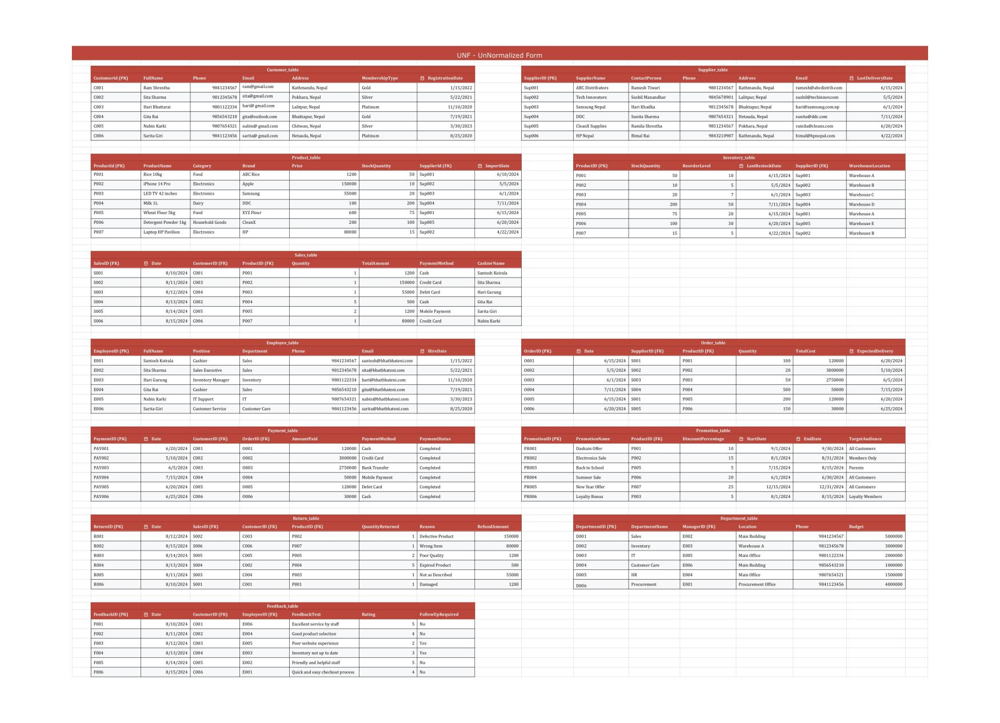 UNF - UnNormalized Form
Customer_table
CustomerId (PK) FullName Phone Email Address MembershipType RegistrationDate
C001 Ram Shrestha 9841234567 ram@gmail.com Kathmandu, Nepal Gold 1/15/2022
C002 Sita Sharma 9812345678 sita@gmail.com Pokhara, Nepal Silver 5/22/2021
C003 Hari Bhattarai 9801122334 hari@ gmail.com Lalitpur, Nepal Platinum 11/10/2020
C004 Gita Rai 9856543210 gita@outlook.com Bhaktapur, Nepal Gold 7/19/2021
C005 Nabin Karki 9807654321 nabin@ gmail.com Chitwan, Nepal Silver 3/30/2023
C006 Sarita Giri 9841123456 sarita@ gmail.com Hetauda, Nepal Platinum 8/25/2020
Supplier_table
SupplierID (PK) SupplierName ContactPerson Phone Address Email LastDeliveryDate
Sup001 ABC Distributors Ramesh Tiwari 9801234567 Kathmandu, Nepal ramesh@abcdistrib.com 6/15/2024
Sup002 Tech Innovators Sushil Manandhar 9845678901 Lalitpur, Nepal sushil@techinnov.com 5/5/2024
Sup003 Samsung Nepal Hari Khadka 9812345678 Bhaktapur, Nepal hari@samsung.com.np 6/1/2024
Sup004 DDC Sunita Sharma 9807654321 Hetauda, Nepal sunita@ddc.com 7/11/2024
Sup005 CleanX Supplies Ramila Shrestha 9851234567 Pokhara, Nepal ramila@cleanx.com 6/20/2024
Sup006 HP Nepal Bimal Rai 9843210987 Kathmandu, Nepal bimal@hpnepal.com 4/22/2024
Product_table
ProductId (PK) ProductName Category Brand Price StockQuantity SupplierId (FK) ImportDate
P001 Rice 10kg Food ABC Rice 1200 50 Sup001 6/10/2024
P002 iPhone 14 Pro Electronics Apple 150000 10 Sup002 5/5/2024
P003 LED TV 42 inches Electronics Samsung 55000 20 Sup003 6/1/2024
P004 Milk 1L Dairy DDC 100 200 Sup004 7/11/2024
P005 Wheat Flour 5kg Food XYZ Flour 600 75 Sup001 6/15/2024
P006 Detergent Powder 1kg Household Goods CleanX 200 100 Sup005 6/20/2024
P007 Laptop HP Pavilion Electronics HP 80000 15 Sup002 4/22/2024
Inventory_table
ProductID (PK) StockQuantity ReorderLevel LastRestockDate SupplierID (FK) WarehouseLocation
P001 50 10 6/15/2024 Sup001 Warehouse A
P002 10 5 5/5/2024 Sup002 Warehouse B
P003 20 7 6/1/2024 Sup003 Warehouse C
P004 200 50 7/11/2024 Sup004 Warehouse D
P005 75 20 6/15/2024 Sup001 Warehouse A
P006 100 30 6/20/2024 Sup005 Warehouse E
P007 15 5 4/22/2024 Sup002 Warehouse B
Sales_table
SalesID (PK) Date CustomerID (FK) ProductID (FK) Quantity TotalAmount PaymentMethod CashierName
S001 8/10/2024 C001 P001 1 1200 Cash Santosh Koirala
S002 8/11/2024 C003 P002 1 150000 Credit Card Sita Sharma
S003 8/12/2024 C004 P003 1 55000 Debit Card Hari Gurung
S004 8/13/2024 C002 P004 5 500 Cash Gita Rai
S005 8/14/2024 C005 P005 2 1200 Mobile Payment Sarita Giri
S006 8/15/2024 C006 P007 1 80000 Credit Card Nabin Karki
Employee_table
EmployeeID (PK) FullName Position Department Phone Email HireDate
E001 Santosh Koirala Cashier Sales 9841234567 santosh@bhatbhateni.com 1/15/2022
E002 Sita Sharma Sales Executive Sales 9812345678 sita@bhatbhateni.com 5/22/2021
E003 Hari Gurung Inventory Manager Inventory 9801122334 hari@bhatbhateni.com 11/10/2020
E004 Gita Rai Cashier Sales 9856543210 gita@bhatbhateni.com 7/19/2021
E005 Nabin Karki IT Support IT 9807654321 nabin@bhatbhateni.com 3/30/2023
E006 Sarita Giri Customer Service Customer Care 9841123456 sarita@bhatbhateni.com 8/25/2020
Order_table
OrderID (PK) Date SupplierID (FK) ProductID (FK) Quantity TotalCost ExpectedDelivery
O001 6/15/2024 S001 P001 100 120000 6/20/2024
O002 5/5/2024 S002 P002 20 3000000 5/10/2024
O003 6/1/2024 S003 P003 50 2750000 6/5/2024
O004 7/11/2024 S004 P004 500 50000 7/15/2024
O005 6/15/2024 S001 P005 200 120000 6/20/2024
O006 6/20/2024 S005 P006 150 30000 6/25/2024
Payment_table
PaymentID (PK) Date CustomerID (FK) OrderID (FK) AmountPaid PaymentMethod PaymentStatus
PAY001 6/20/2024 C001 O001 120000 Cash Completed
PAY002 5/10/2024 C002 O002 3000000 Credit Card Completed
PAY003 6/5/2024 C003 O003 2750000 Bank Transfer Completed
PAY004 7/15/2024 C004 O004 50000 Mobile Payment Completed
PAY005 6/20/2024 C005 O005 120000 Debit Card Completed
PAY006 6/25/2024 C006 O006 30000 Cash Completed
Promotion_table
PromotionID (PK) PromotionName ProductID (FK) DiscountPercentage StartDate EndDate TargetAudience
PR001 Dashain Offer P001 10 9/1/2024 9/30/2024 All Customers
PR002 Electronics Sale P002 15 8/1/2024 8/31/2024 Members Only
PR003 Back to School P005 5 7/15/2024 8/15/2024 Parents
PR004 Summer Sale P006 20 6/1/2024 6/30/2024 All Customers
PR005 New Year Offer P007 25 12/15/2024 12/31/2024 All Customers
PR006 Loyalty Bonus P003 5 8/1/2024 8/15/2024 Loyalty Members
Return_table
ReturnID (PK) Date SalesID (FK) CustomerID (FK) ProductID (FK) QuantityReturned Reason RefundAmount
R001 8/12/2024 S002 C003 P002 1 Defective Product 150000
R002 8/15/2024 S006 C006 P007 1 Wrong Item 80000
R003 8/14/2024 S005 C005 P005 2 Poor Quality 1200
R004 8/13/2024 S004 C002 P004 5 Expired Product 500
R005 8/11/2024 S003 C004 P003 1 Not as Described 55000
R006 8/10/2024 S001 C001 P001 1 Damaged 1200
Department_table
DepartmentID (PK) DepartmentName ManagerID (FK) Location Phone Budget
D001 Sales E002 Main Building 9841234567 5000000
D002 Inventory E003 Warehouse A 9812345678 3000000
D003 IT E005 Main Office 9801122334 2000000
D004 Customer Care E006 Main Building 9856543210 1000000
D005 HR E004 Main Office 9807654321 1500000
D006 Procurement E001 Procurement Office 9841123456 4000000
Feedback_table
FeedbackID (PK) Date CustomerID (FK) EmployeeID (FK) FeedbackText Rating FollowUpRequired
F001 8/10/2024 C001 E006 Excellent service by staff 5 No
F002 8/11/2024 C002 E004 Good product selection 4 No
F003 8/12/2024 C003 E005 Poor website experience 2 Yes
F004 8/13/2024 C004 E003 Inventory not up to date 3 Yes
F005 8/14/2024 C005 E002 Friendly and helpful staff 5 No
F006 8/15/2024 C006 E001 Quick and easy checkout process 4 No